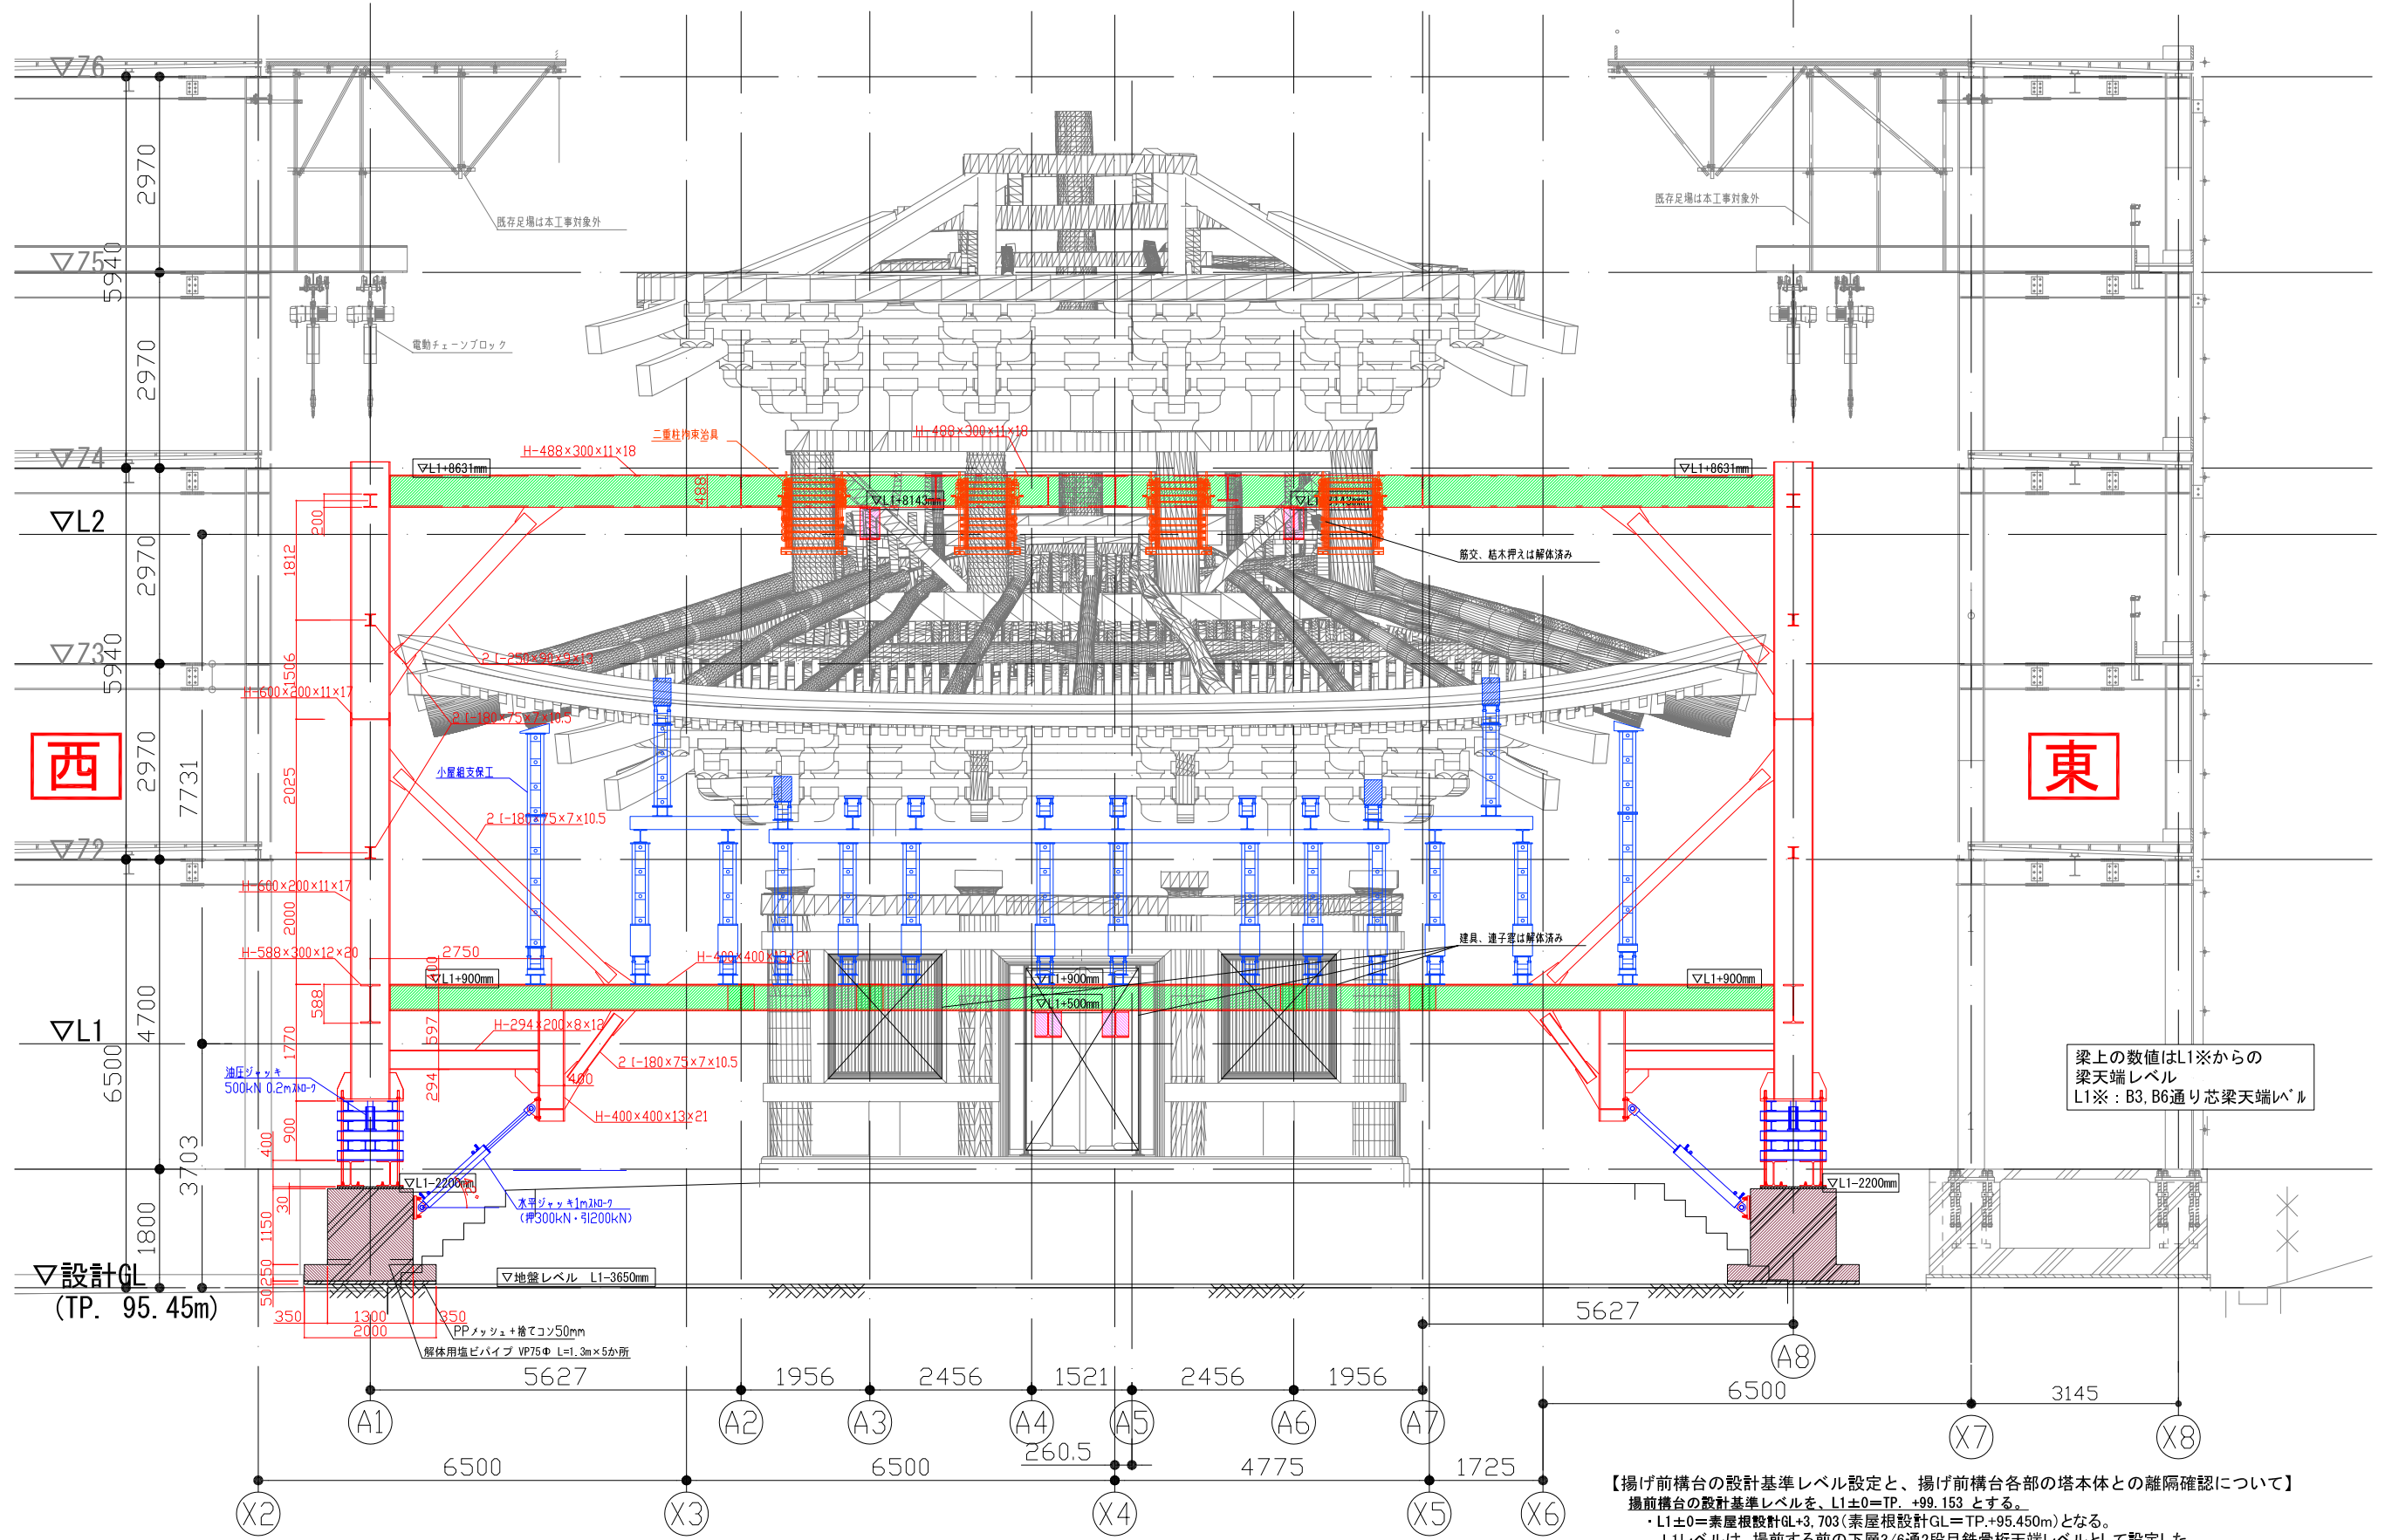 ▽76
2970
5940
既存足場は本工事対象外
既存足場は本工事対象外
▽75
2970
電動チェーンブロック
▽74
二重柱拘束治具
H-488×300×11×18
H-488×300×11×18
▽L1+8631mm
▽L1+8631mm
488
▽L1+8143mm
▽L2
200
1812
2970
筋交、桔木押えは解体済み
▽73
5940
1506
2[-250×90×9×13
H-600×200×11×17
2[-180×75×7×10.5
西
東
2970
7731
2025
小屋組支保工
2[-180×75×7×10.5
▽72
H-600×200×11×17
2000
H-588×300×12×20
2750
400
H-400×400×13×21
建具、連子窓は解体済み
▽L1+900mm
▽L1+900mm
▽L1+900mm
▽L1+500mm
588
4700
▽L1
6500
1770
597
H-294×200×8×12
2[-180×75×7×10.5
400
294
油圧ジャッキ
500kN 0.2mストローク
H-400×400×13×21
梁上の数値はL1※からの
梁天端レベル
L1※：B3,B6通り芯梁天端レベル
900
400
3703
▽L1-2200mm
▽L1-2200mm
30
水平ジャッキ1mストローク
(押300kN・引200kN)
1150
1800
▽設計GL
(TP. 95.45m)
250
50
▽地盤レベル L1-3650mm
350
1300
350
2000
PPメッシュ+捨てコン50mm
解体用塩ビパイプ VP75Φ L=1.3m×5か所
5627
A8
5627
1956
2456
1521
2456
1956
6500
3145
A1
A2
A3
A4
A5
A6
A7
X7
X8
260.5
6500
6500
4775
1725
X2
X3
X4
X5
X6
【揚げ前構台の設計基準レベル設定と、揚げ前構台各部の塔本体との離隔確認について】
揚前構台の設計基準レベルを、L1±0=TP. +99.153 とする。
・L1±0=素屋根設計GL+3,703(素屋根設計GL=TP.+95.450m)となる。